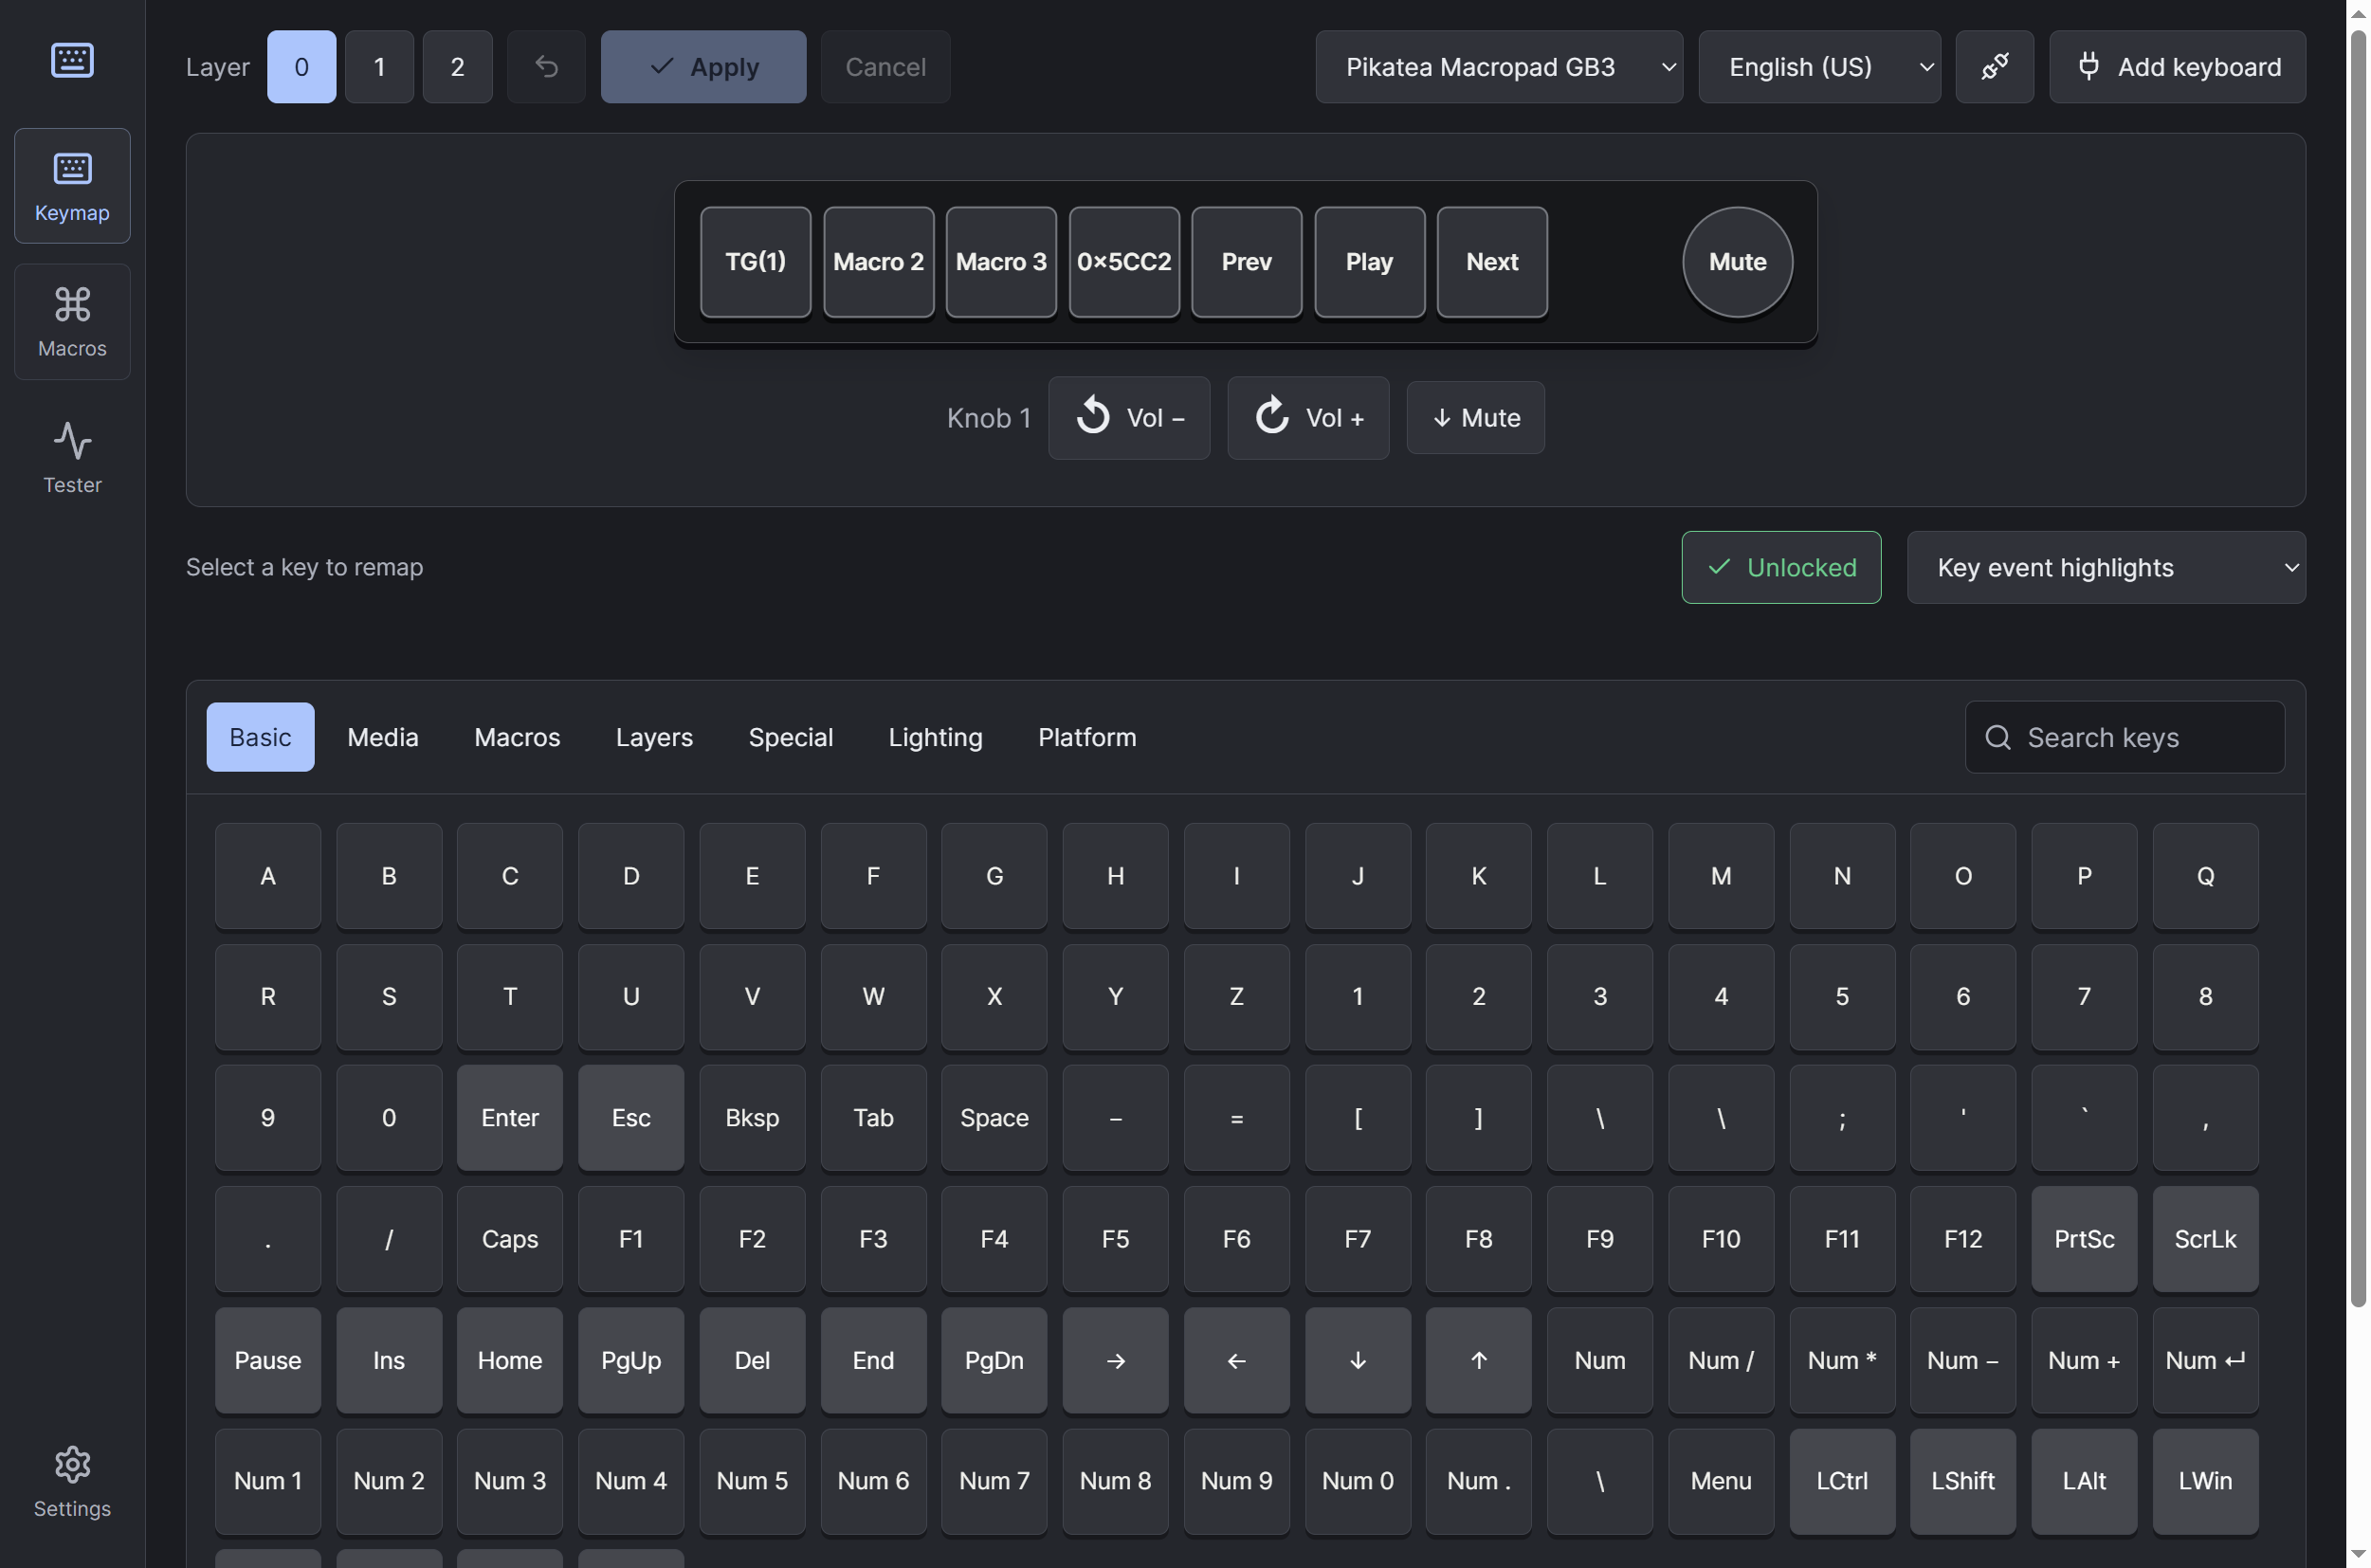 Layer 0 1 2 Apply Cancel Pikatea Macropad GB3 English (US) Add keyboard
Keymap
Macros
Tester
Settings
TG(1) Macro 2 Macro 3 0×5CC2 Prev Play Next Mute
Knob 1 Vol – Vol + ↓ Mute
Select a key to remap Unlocked Key event highlights
Basic Media Macros Layers Special Lighting Platform Search keys
A B C D E F G H I J K L M N O P Q
R S T U V W X Y Z 1 2 3 4 5 6 7 8
9 0 Enter Esc Bksp Tab Space – = [ ] \ \ ; ' ` ,
. / Caps F1 F2 F3 F4 F5 F6 F7 F8 F9 F10 F11 F12 PrtSc ScrLk
Pause Ins Home PgUp Del End PgDn → ← ↓ ↑ Num Num / Num * Num – Num + Num ↵
Num 1 Num 2 Num 3 Num 4 Num 5 Num 6 Num 7 Num 8 Num 9 Num 0 Num . \ Menu LCtrl LShift LAlt LWin